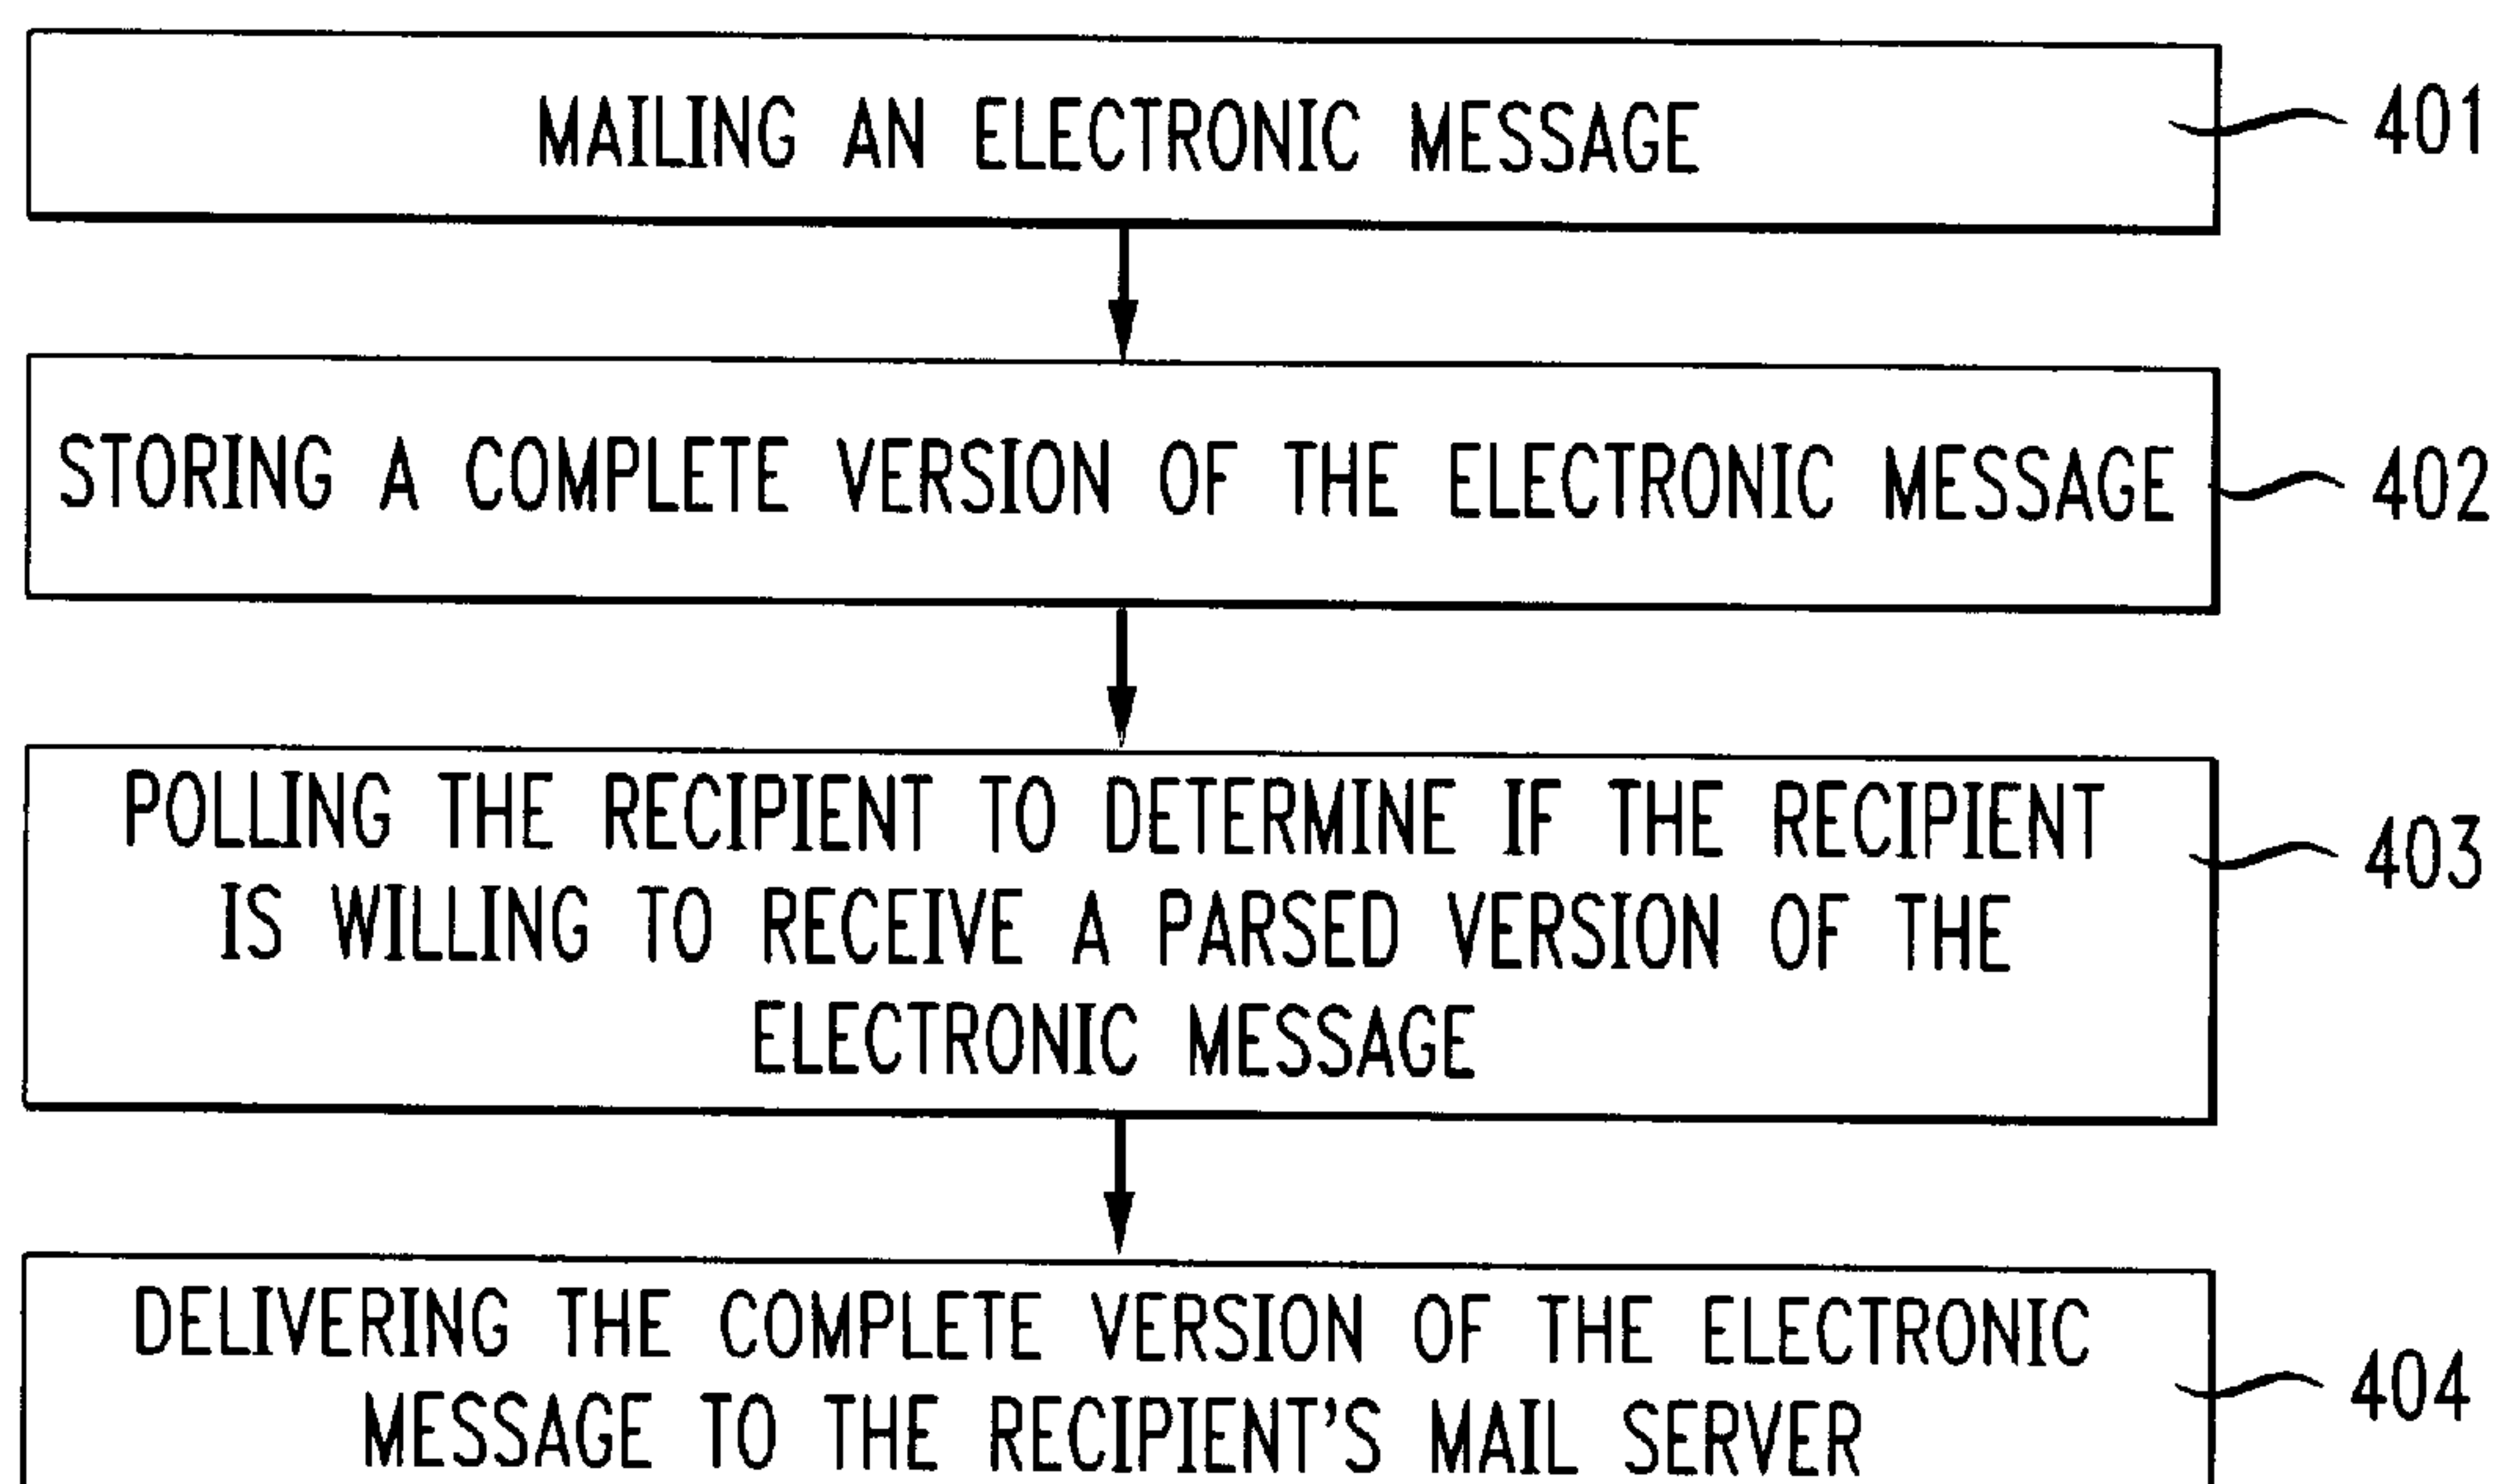 MAILING AN ELECTRONIC MESSAGE
401
STORING A COMPLETE VERSION OF THE ELECTRONIC MESSAGE
402
POLLING THE RECIPIENT TO DETERMINE IF THE RECIPIENT
IS WILLING TO RECEIVE A PARSED VERSION OF THE
ELECTRONIC MESSAGE
403
DELIVERING THE COMPLETE VERSION OF THE ELECTRONIC
MESSAGE TO THE RECIPIENT'S MAIL SERVER
404